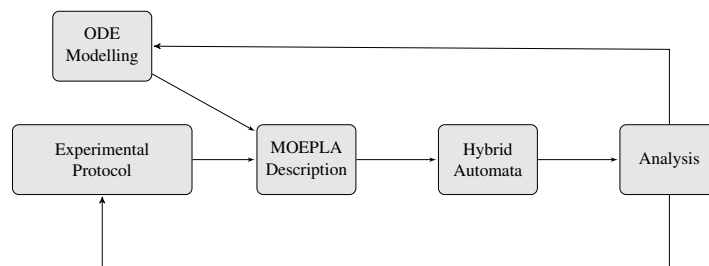 ODE
Modelling
Experimental
Protocol
MOEPLA
Description
Hybrid
Automata
Analysis